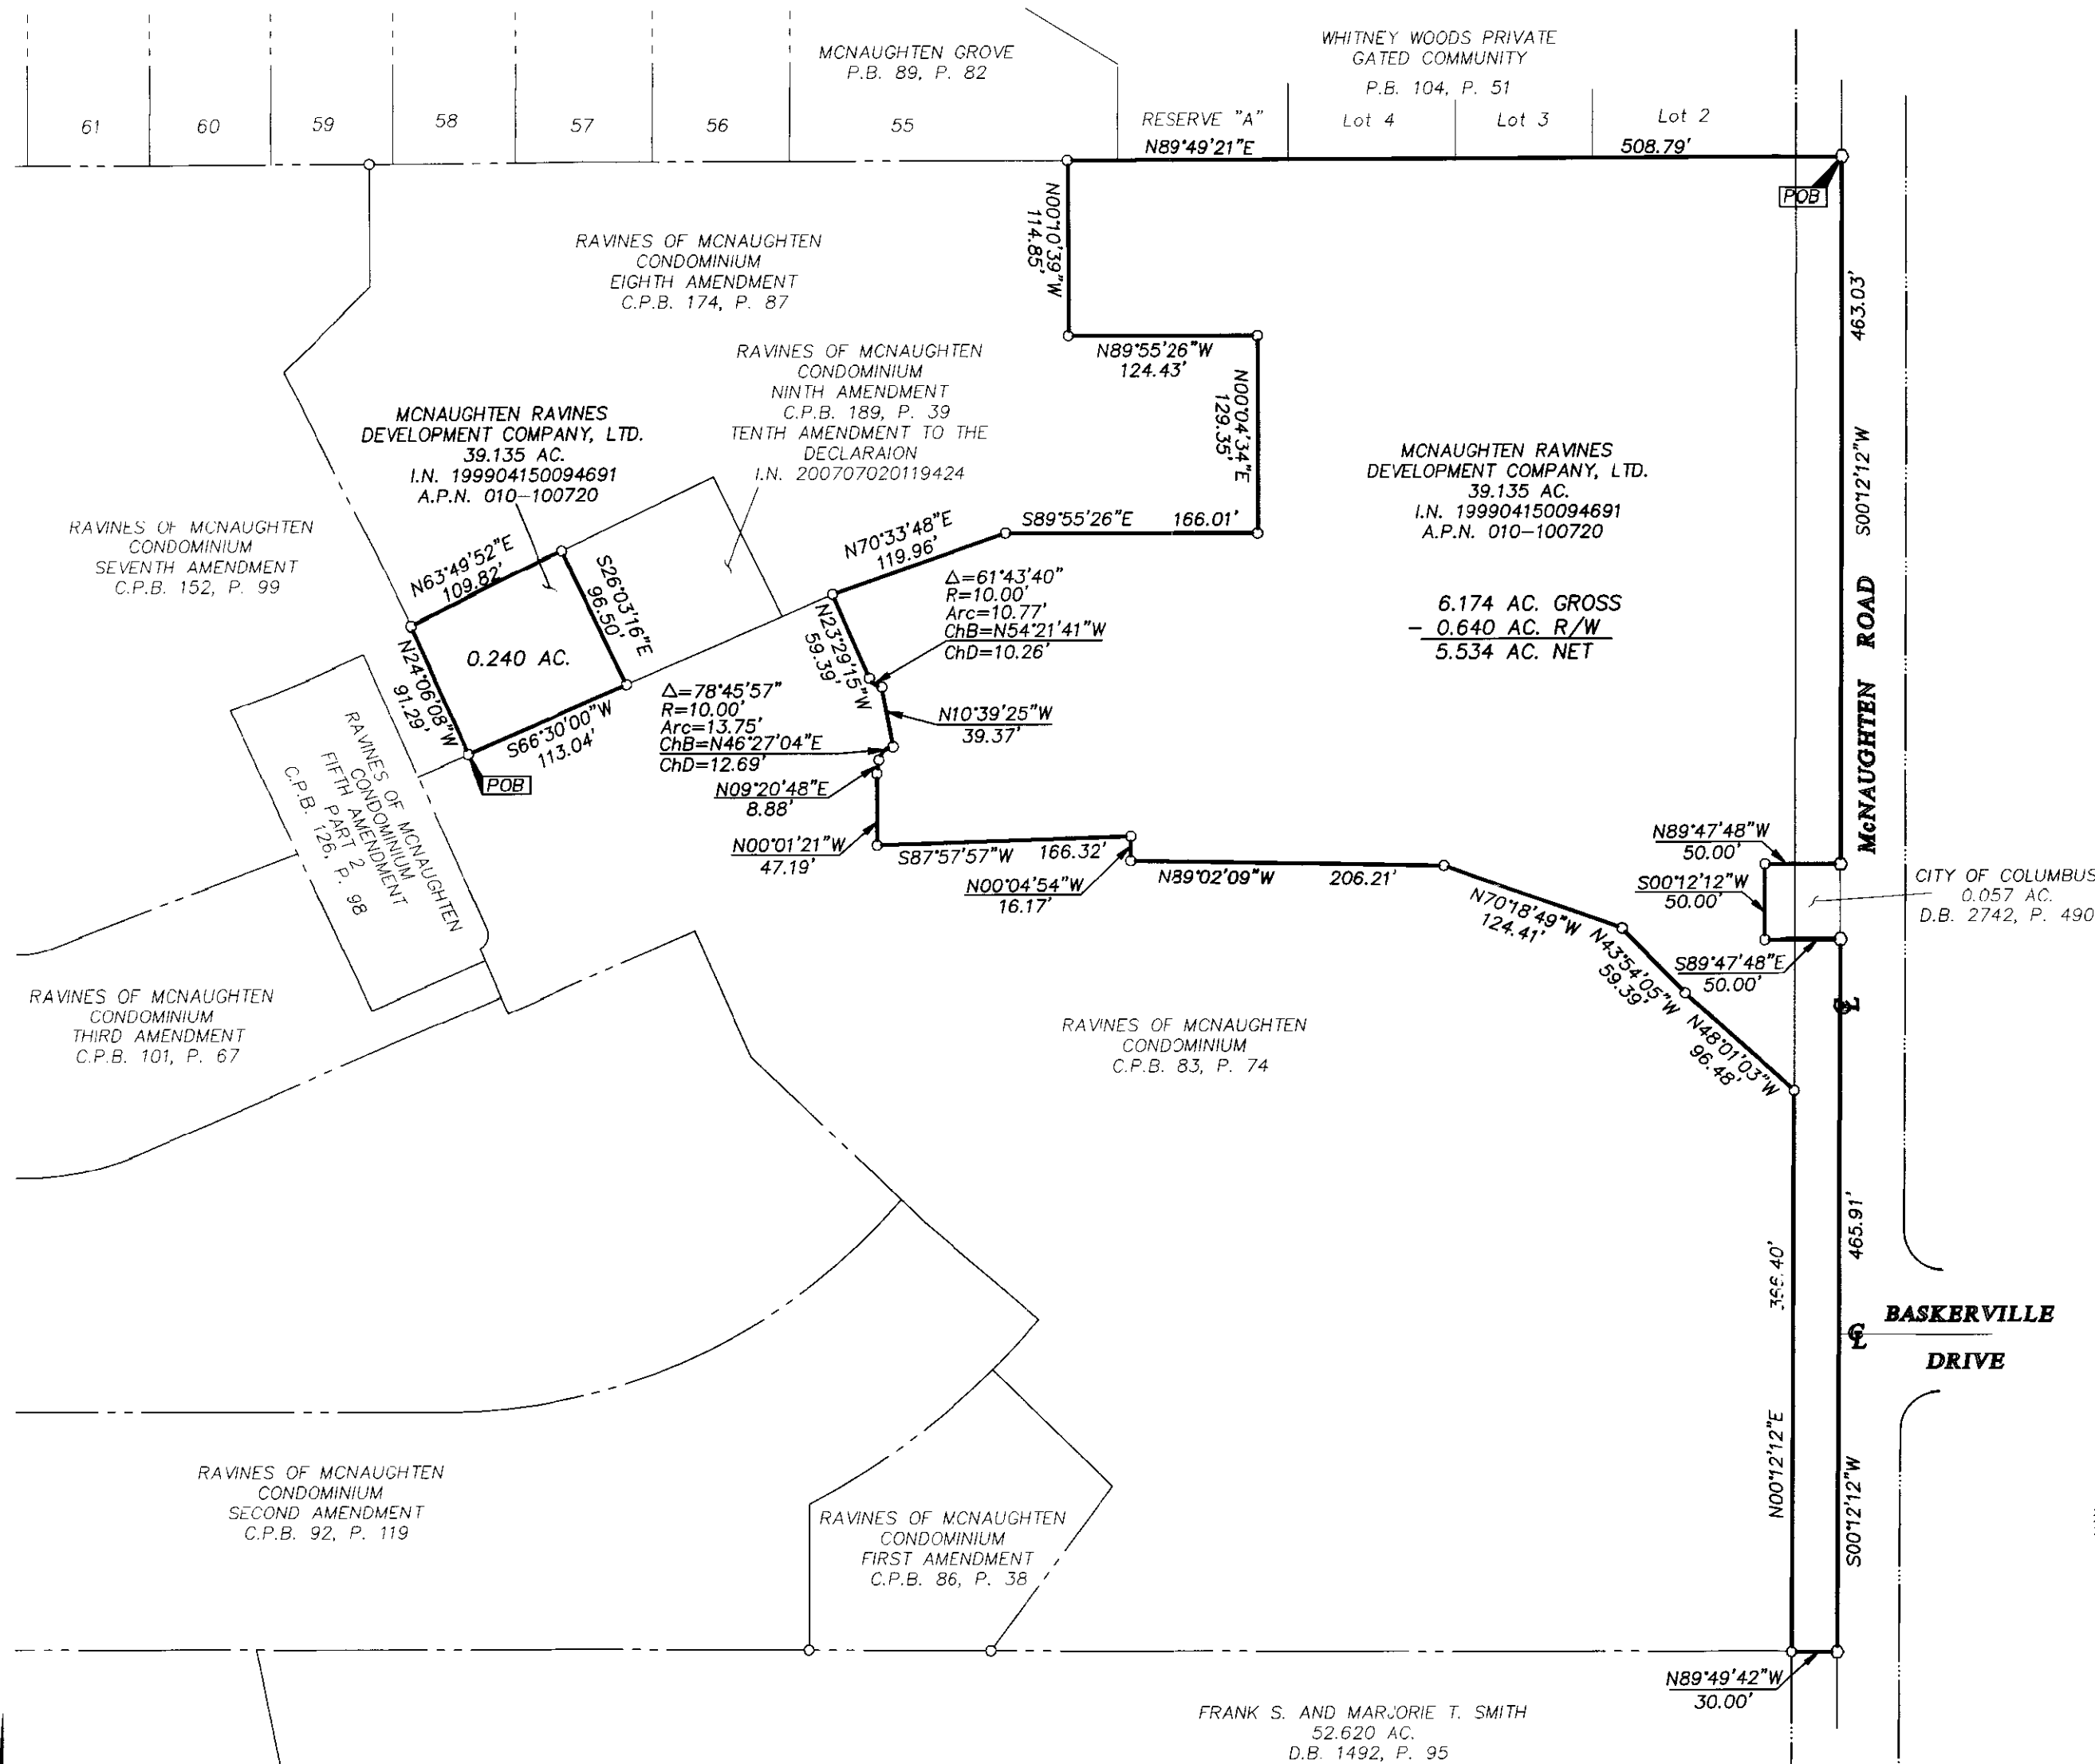 MCNAUGHTEN GROVE
P.B. 89, P. 82
WHITNEY WOODS PRIVATE
GATED COMMUNITY
P.B. 104, P. 51
61
60
59
58
57
56
55
RESERVE "A"
Lot 4
Lot 3
Lot 2
N89°49'21"E
508.79'
POB
N00°10'39"W
114.85'
463.03'
S00°12'12"W
RAVINES OF MCNAUGHTEN
CONDOMINIUM
EIGHTH AMENDMENT
C.P.B. 174, P. 87
N89°55'26"W
124.43'
N00°04'34"E
129.35'
RAVINES OF MCNAUGHTEN
CONDOMINIUM
NINTH AMENDMENT
C.P.B. 189, P. 39
TENTH AMENDMENT TO THE
DECLARAION
I.N. 200707020119424
MCNAUGHTEN RAVINES
DEVELOPMENT COMPANY, LTD.
39.135 AC.
I.N. 199904150094691
A.P.N. 010-100720
MCNAUGHTEN RAVINES
DEVELOPMENT COMPANY, LTD.
39.135 AC.
I.N. 199904150094691
A.P.N. 010-100720
6.174 AC. GROSS
- 0.640 AC. R/W
5.534 AC. NET
McNAUGHTEN ROAD
RAVINES OF MCNAUGHTEN
CONDOMINIUM
SEVENTH AMENDMENT
C.P.B. 152, P. 99
N63°49'52"E
109.82'
S26°03'16"E
96.50'
0.240 AC.
N24°06'08"W
91.29'
S66°30'00"W
113.04'
POB
N70°33'48"E
119.96'
S89°55'26"E 166.01'
N23°29'15"W
59.39'
Δ=61°43'40"
R=10.00'
Arc=10.77'
ChB=N54°21'41"W
ChD=10.26'
Δ=78°45'57"
R=10.00'
Arc=13.75'
ChB=N46°27'04"E
ChD=12.69'
N10°39'25"W
39.37'
N09°20'48"E
8.88'
N00°01'21"W
47.19'
S87°57'57"W 166.32'
N00°04'54"W
16.17'
N89°02'09"W 206.21'
N70°18'49"W
124.41'
N43°54'05"W
59.39'
N48°01'03"W
96.48'
N89°47'48"W
50.00'
S00°12'12"W
50.00'
S89°47'48"E
50.00'
CITY OF COLUMBUS
0.057 AC.
D.B. 2742, P. 490
RAVINES OF MCNAUGHTEN
CONDOMINIUM
FIFTH AMENDMENT
PART 2
C.P.B. 126, P. 98
RAVINES OF MCNAUGHTEN
CONDOMINIUM
THIRD AMENDMENT
C.P.B. 101, P. 67
RAVINES OF MCNAUGHTEN
CONDOMINIUM
C.P.B. 83, P. 74
CL
465.91'
N00°12'12"E
S00°12'12"W
CL
BASKERVILLE
DRIVE
RAVINES OF MCNAUGHTEN
CONDOMINIUM
SECOND AMENDMENT
C.P.B. 92, P. 119
RAVINES OF MCNAUGHTEN
CONDOMINIUM
FIRST AMENDMENT
C.P.B. 86, P. 38
N89°49'42"W
30.00'
FRANK S. AND MARJORIE T. SMITH
52.620 AC.
D.B. 1492, P. 95